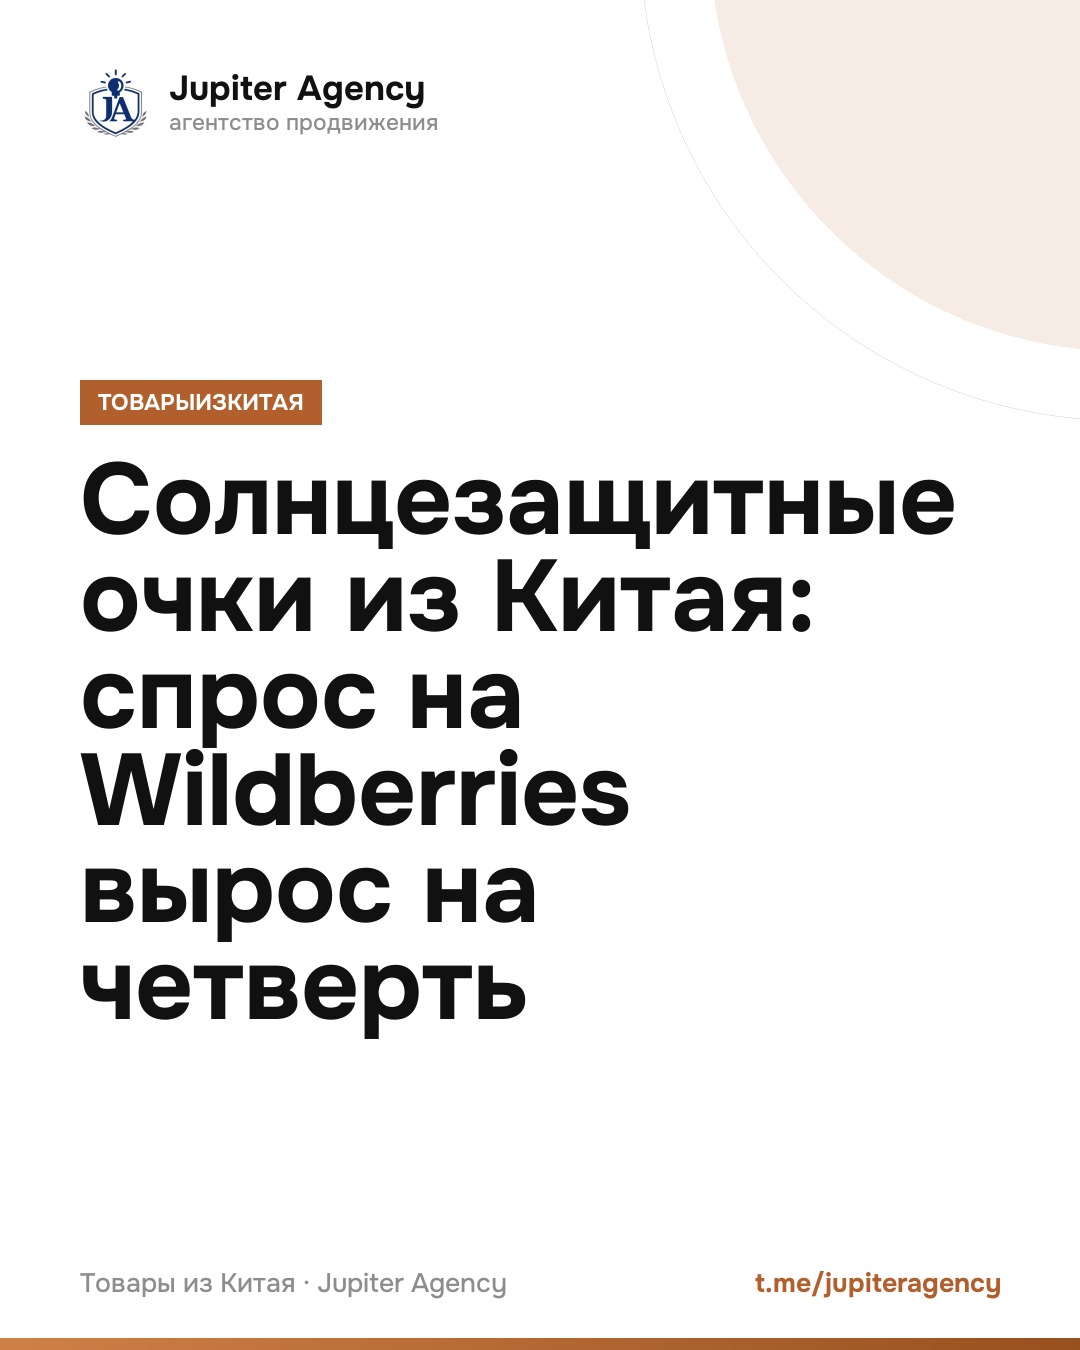 JA
Jupiter Agency
агентство продвижения
ТОВАРЫИЗКИТАЯ
Солнцезащитные
очки из Китая:
спрос на
Wildberries
вырос на
четверть
Товары из Китая · Jupiter Agency
t.me/jupiteragency